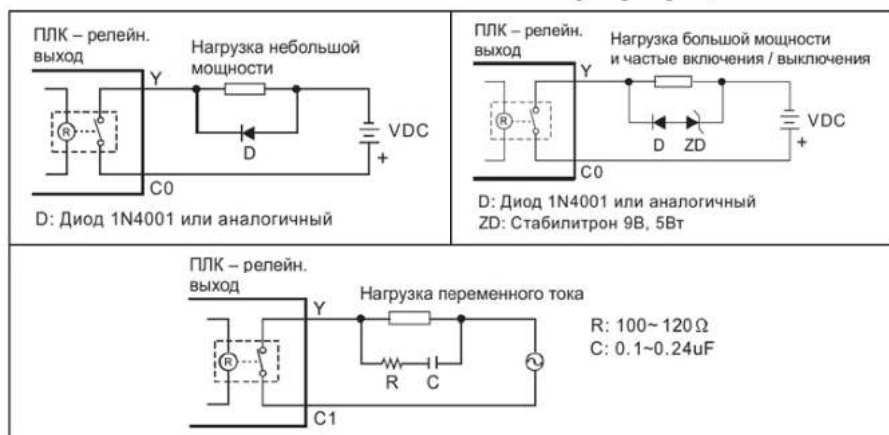 ПЛК – релейн.
выход
Нагрузка небольшой
мощности
Y
R
D
VDC
+
C0
D: Диод 1N4001 или аналогичный
ПЛК – релейн.
выход
Нагрузка большой мощности
и частые включения / выключения
Y
R
D ZD
VDC
+
C0
D: Диод 1N4001 или аналогичный
ZD: Стабилитрон 9В, 5Вт
ПЛК – релейн.
выход
Нагрузка переменного тока
Y
R
R C
C1
R: 100~120Ω
C: 0.1~0.24uF